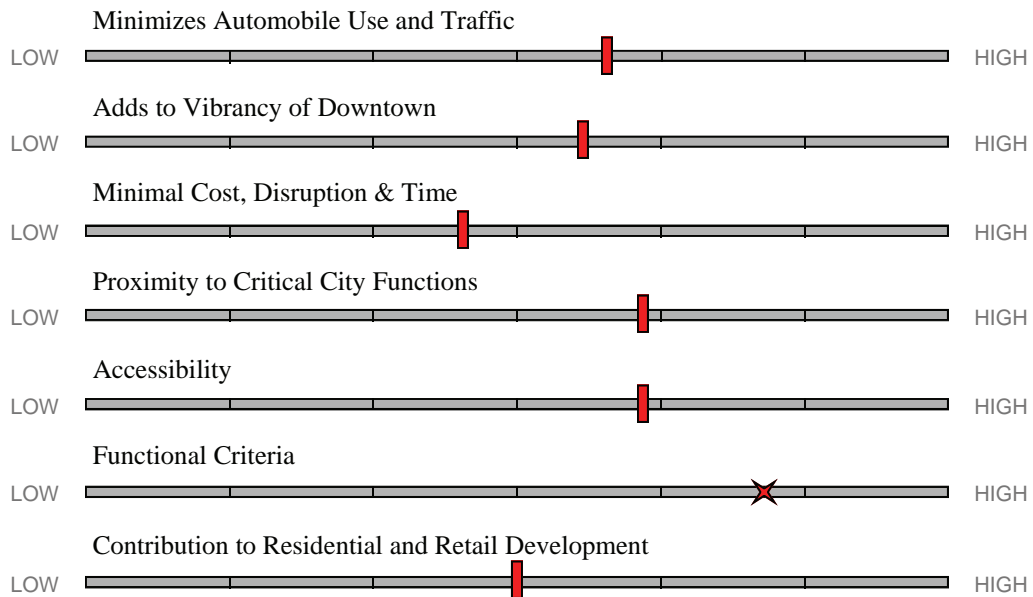 Minimizes Automobile Use and Traffic
LOW HIGH
Adds to Vibrancy of Downtown
LOW HIGH
Minimal Cost, Disruption & Time
LOW HIGH
Proximity to Critical City Functions
LOW HIGH
Accessibility
LOW HIGH
Functional Criteria
LOW HIGH
Contribution to Residential and Retail Development
LOW HIGH